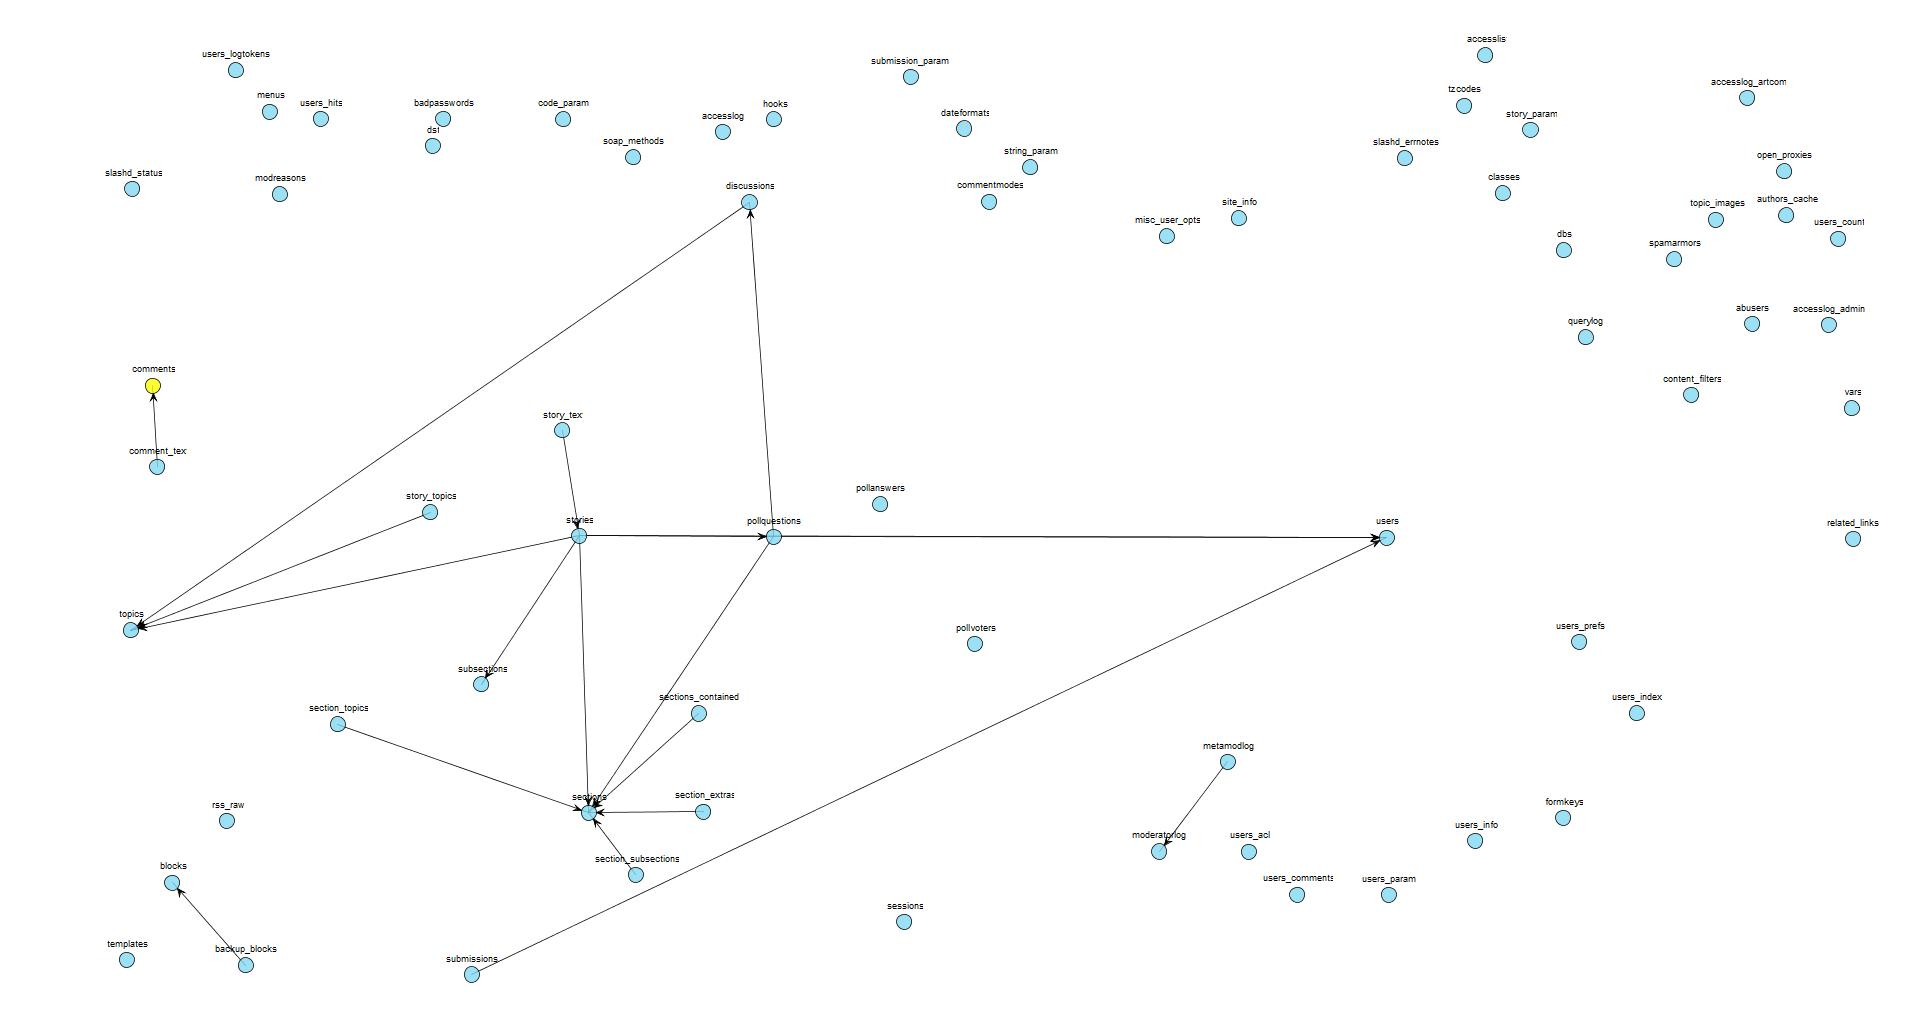 accesslis
users_logtokens
submission_param
accesslog_artcom
tzcodes
menus
users_hits
badpasswords
code_param
hooks
accesslog
dateformats
story_param
dst
soap_methods
slashd_errnotes
string_param
open_proxies
slashd_status
modreasons
classes
discussions
commentmodes
site_info
topic_images
authors_cache
misc_user_opts
users_count
dbs
spamarmors
abusers
accesslog_admin
querylog
comments
content_filters
vars
story_tex
comment_tex
pollanswers
story_topics
stories
pollquestions
users
related_links
topics
pollvoters
users_prefs
subsections
sections_contained
users_index
section_topics
metamodlog
sections
section_extras
rss_raw
formkeys
users_info
moderatorlog
users_acl
section_subsections
blocks
users_comments
users_param
sessions
templates
backup_blocks
submissions